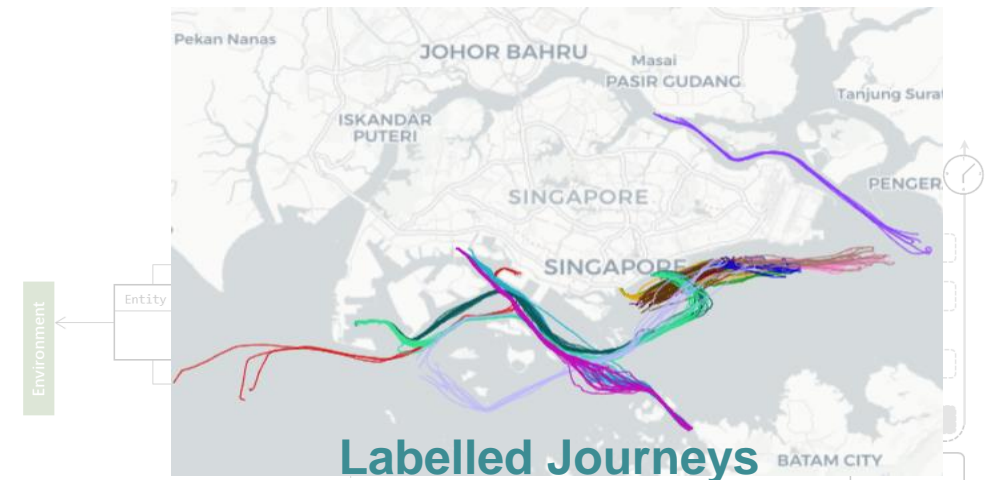 Pekan Nanas
JOHOR BAHRU
Masai
PASIR GUDANG
Tanjung Surat
ISKANDAR
PUTERI
PENGER
SINGAPORE
SINGAPORE
Entity
Environment
Labelled Journeys
BATAM CITY